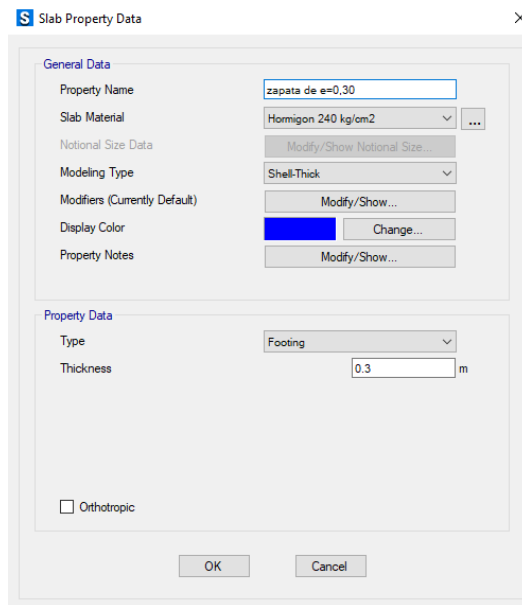 S Slab Property Data
General Data
Property Name zapata de e=0,30
Slab Material Hormigon 240 kg/cm2 ...
Notional Size Data Modify/Show Notional Size...
Modeling Type Shell-Thick
Modifiers (Currently Default) Modify/Show...
Display Color Change...
Property Notes Modify/Show...
Property Data
Type Footing
Thickness 0.3 m
Orthotropic
OK Cancel